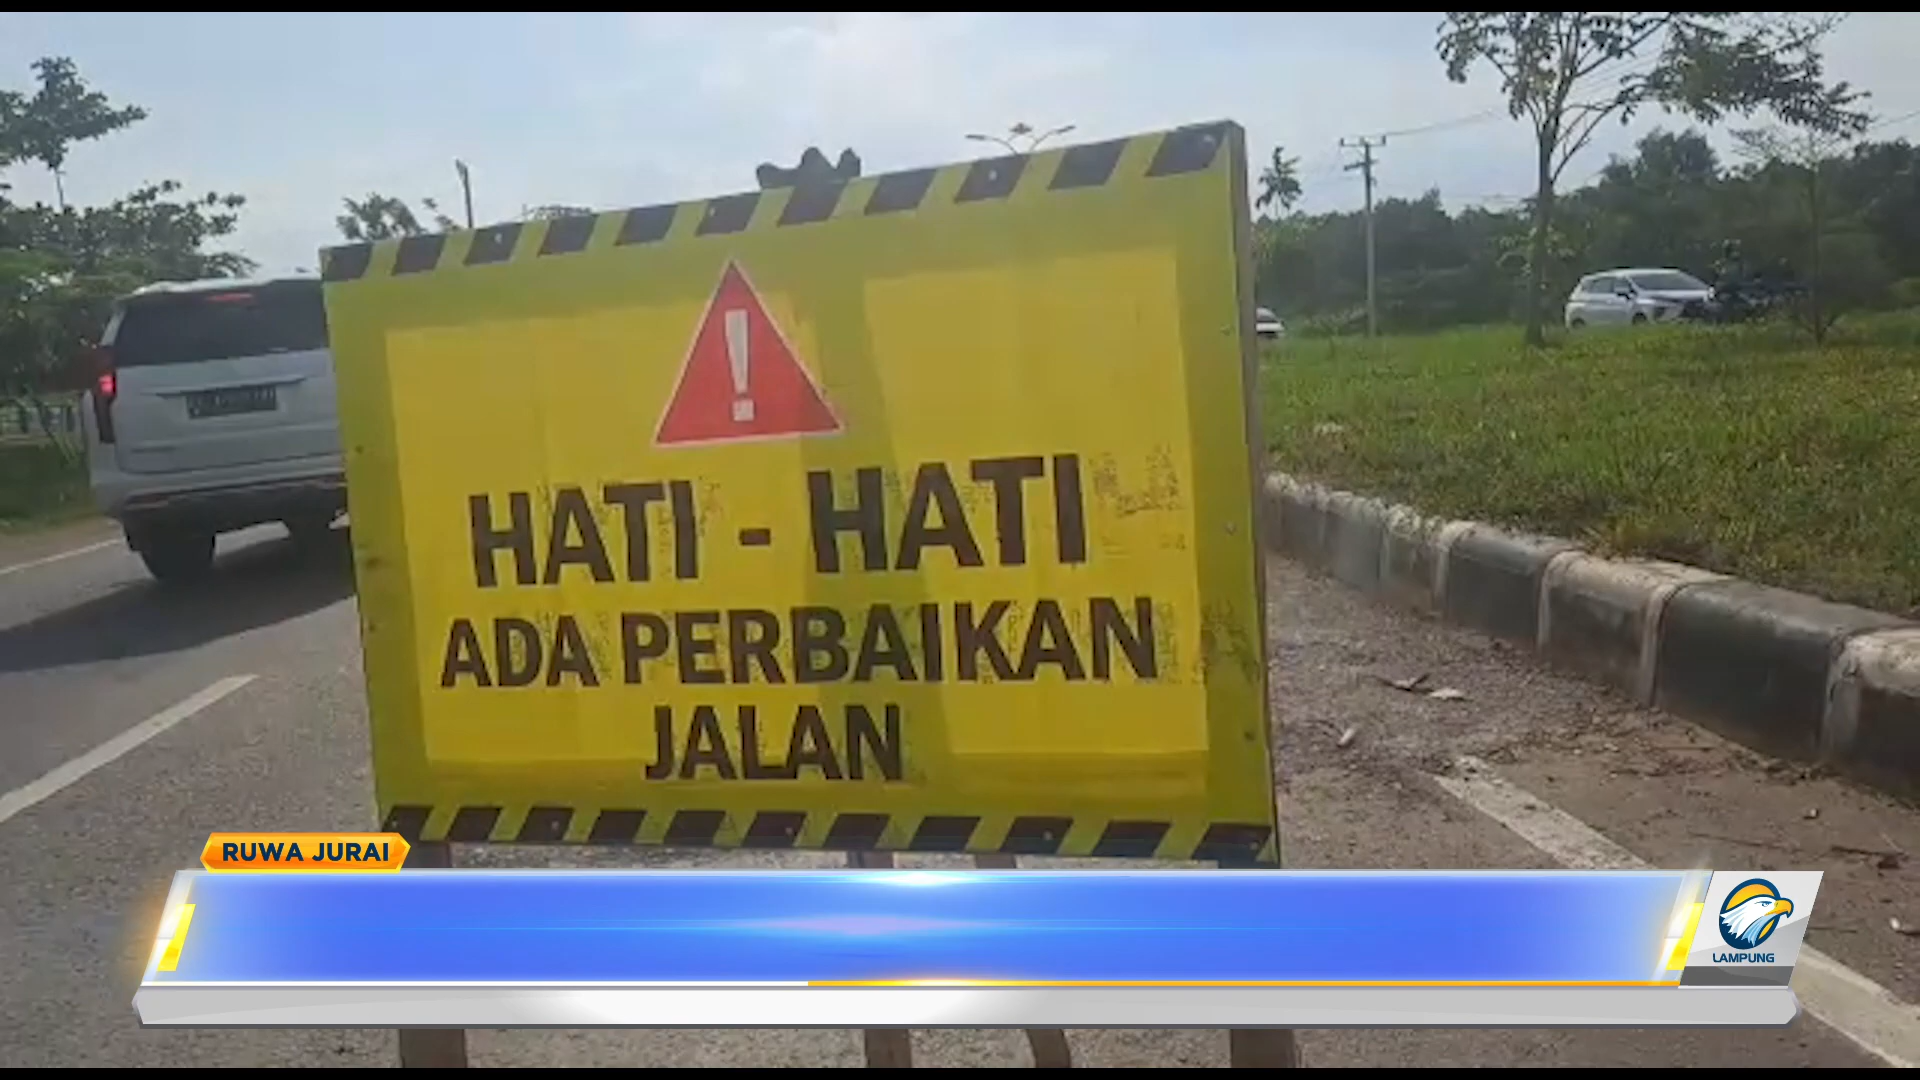 HATI - HATI
ADA PERBAIKAN
JALAN
RUWA JURAI
LAMPUNG